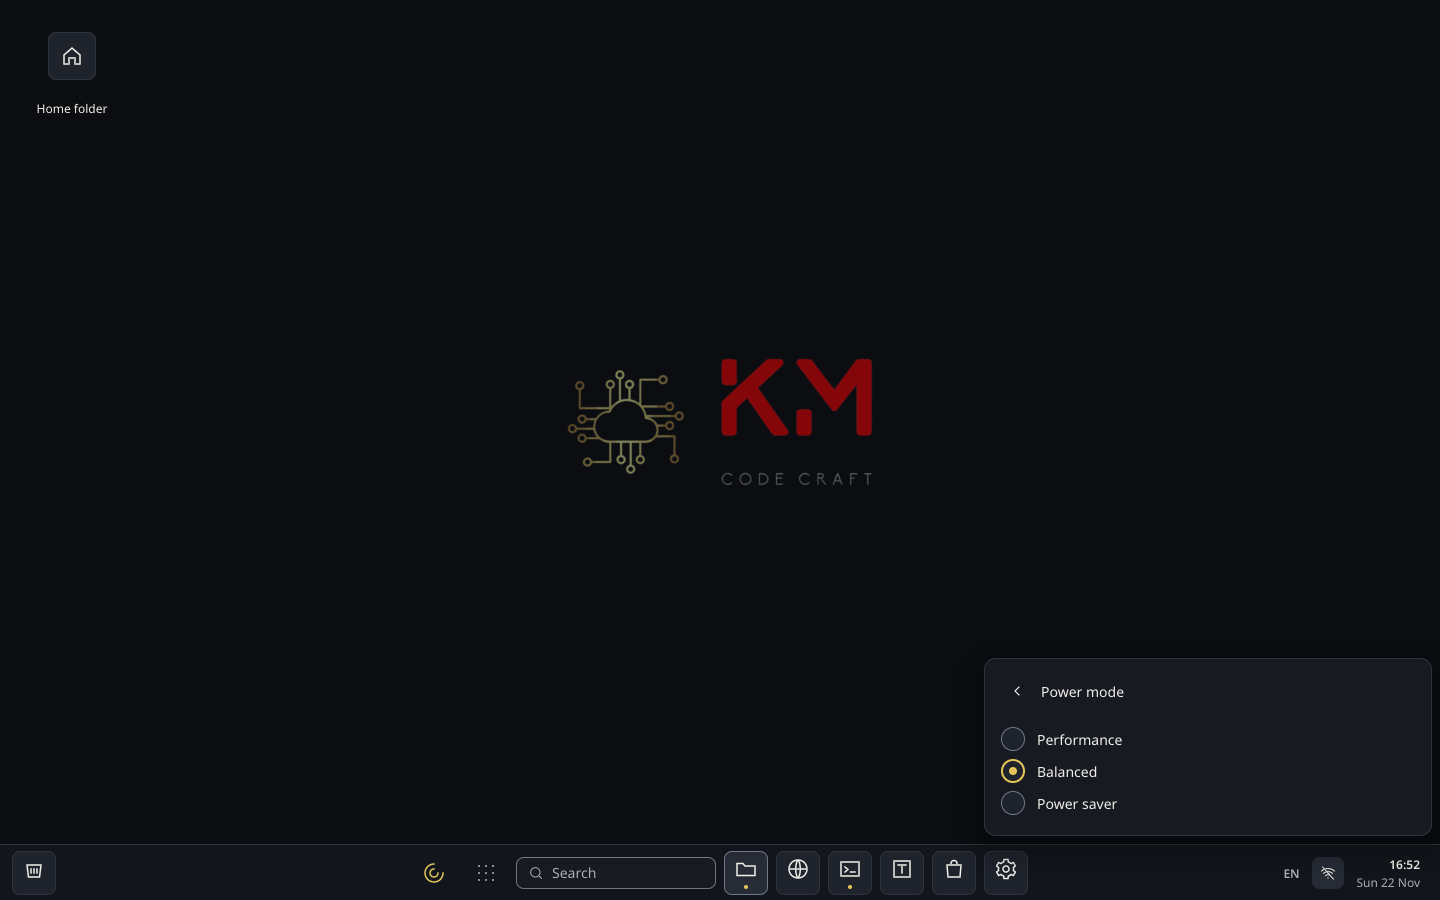 Home folder
KM
CODE CRAFT
Power mode
Performance
Balanced
Power saver
Search
EN
16:52
Sun 22 Nov